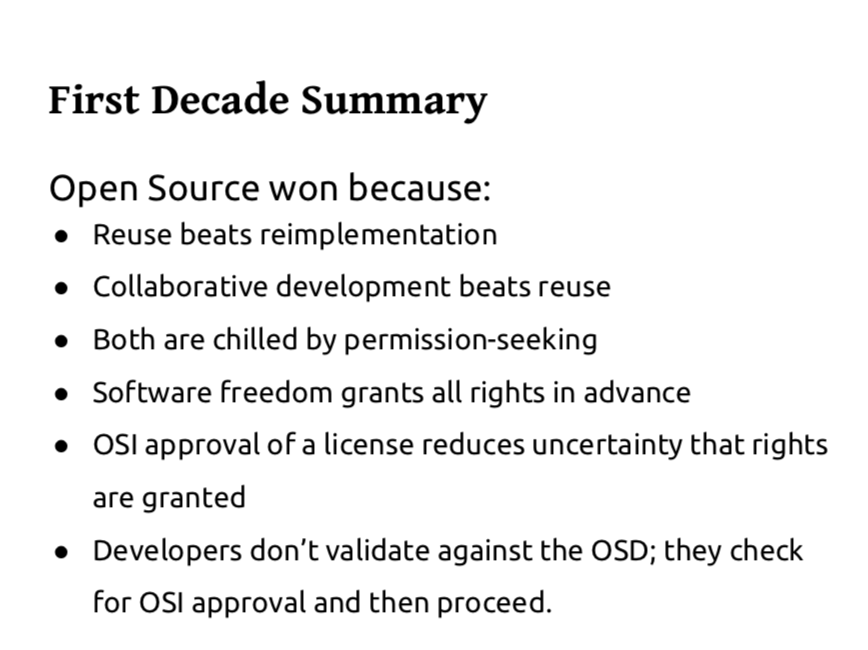 First Decade Summary
Open Source won because:
● Reuse beats reimplementation
● Collaborative development beats reuse
● Both are chilled by permission-seeking
● Software freedom grants all rights in advance
● OSI approval of a license reduces uncertainty that rights
are granted
● Developers don’t validate against the OSD; they check
for OSI approval and then proceed.